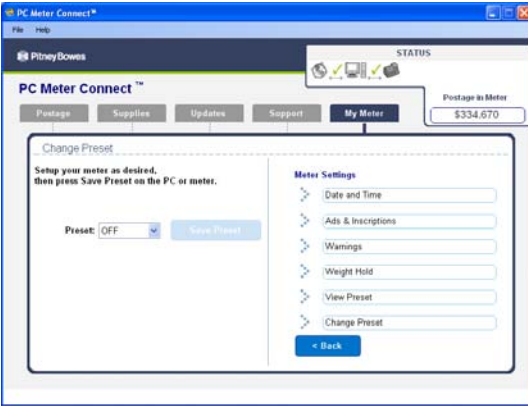 PC Meter Connect™
File Help
Pitney Bowes
STATUS
PC Meter Connect ™
Postage in Meter
$334.670
Postage
Supplies
Updates
Support
My Meter
Change Preset
Setup your meter as desired,
then press Save Preset on the PC or meter.
Preset: OFF
Save Preset
Meter Settings
Date and Time
Ads & Inscriptions
Warnings
Weight Hold
View Preset
Change Preset
< Back